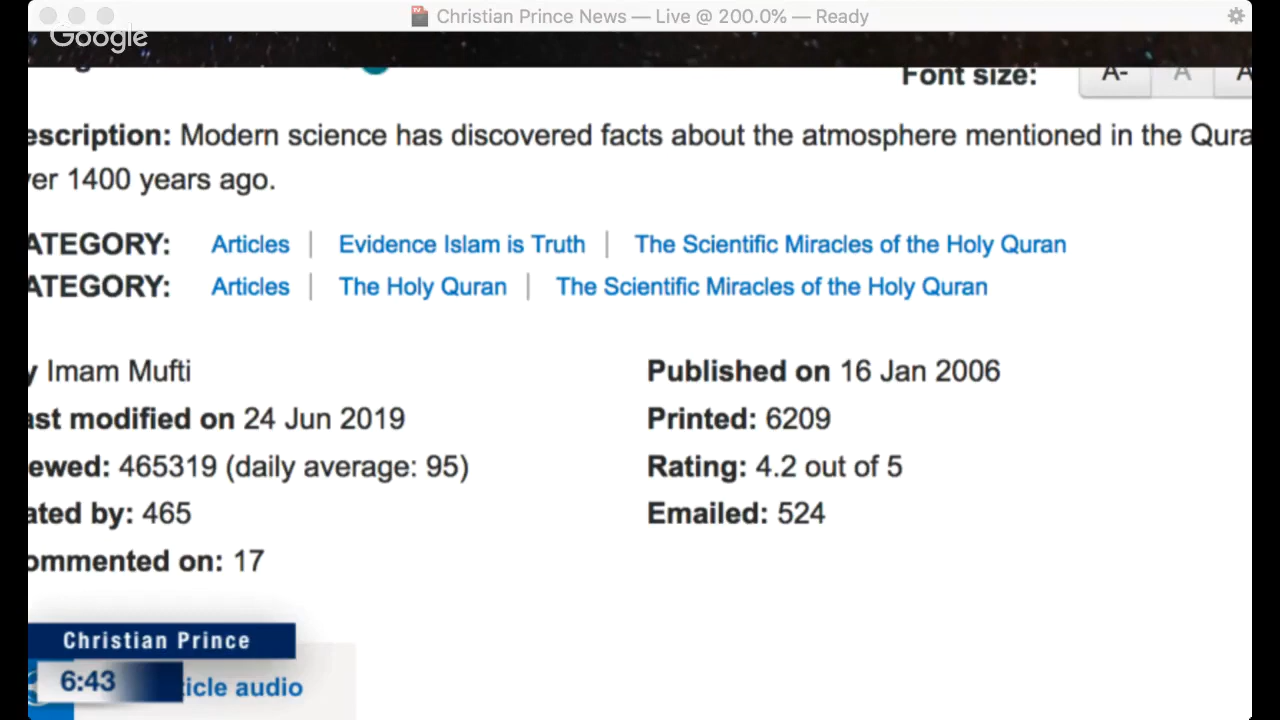 Christian Prince News — Live @ 200.0% — Ready
Google
Font size: A- A A
escription: Modern science has discovered facts about the atmosphere mentioned in the Qura
ver 1400 years ago.
ATEGORY: Articles | Evidence Islam is Truth | The Scientific Miracles of the Holy Quran
ATEGORY: Articles | The Holy Quran | The Scientific Miracles of the Holy Quran
y Imam Mufti
Published on 16 Jan 2006
ast modified on 24 Jun 2019
Printed: 6209
ewed: 465319 (daily average: 95)
Rating: 4.2 out of 5
ated by: 465
Emailed: 524
ommented on: 17
Christian Prince
6:43
ticle audio